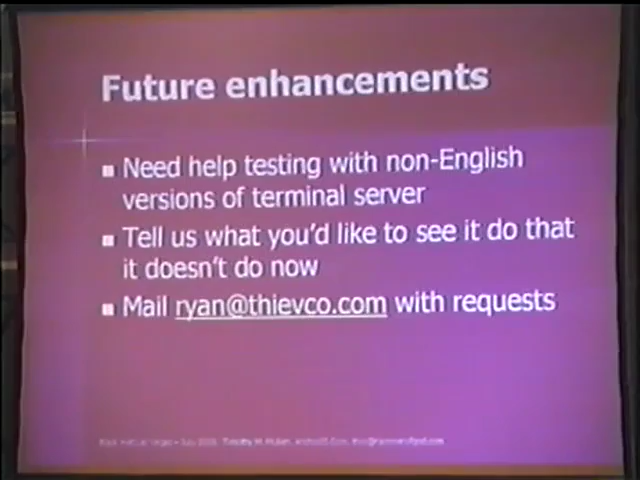 Future enhancements
Need help testing with non-English
versions of terminal server
Tell us what you'd like to see it do that
it doesn't do now
Mail ryan@thievco.com with requests